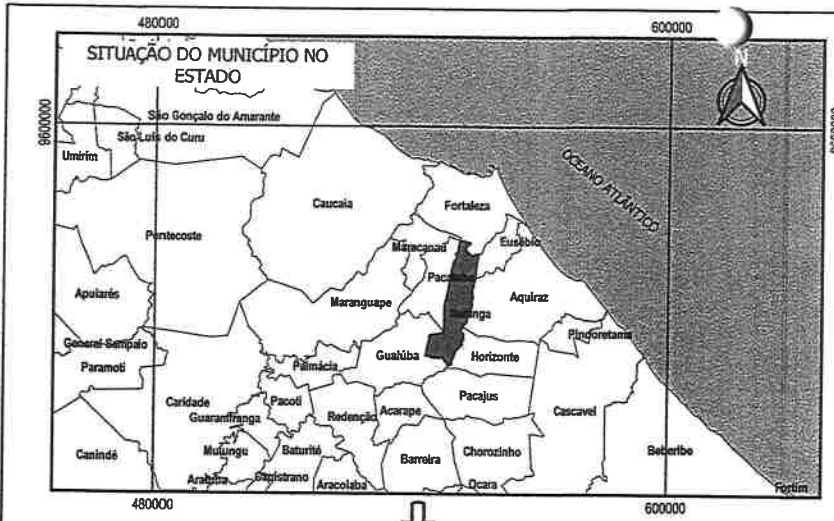 480000
600000
SITUAÇÃO DO MUNICÍPIO NO
ESTADO
N
9600000
São Gonçalo do Amarante
São Luís do Curu
Umirim
OCEANO ATLÂNTICO
Caucaia
Fortaleza
Pentecoste
Maracanaú
Eusébio
Apuiarés
Maranguape
Aquiraz
Pindoretama
General Sampaio
Paramoti
Palmácia
Guaiúba
Horizonte
Caridade
Pacoti
Guaramiranga
Redenção
Acarape
Pacajus
Cascavel
Canindé
Mulungu
Baturité
Barreira
Chorozinho
Beberibe
Aratuba
Capistrano
Aracoiaba
Ocara
Fortim
480000
600000